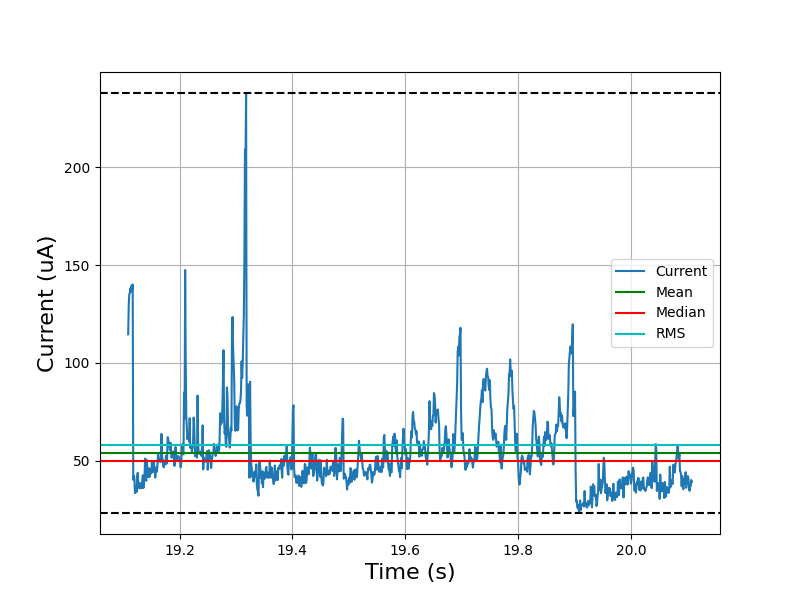 200
150
100
50
Current (uA)
Current
Mean
Median
RMS
19.2
19.4
19.6
19.8
20.0
Time (s)